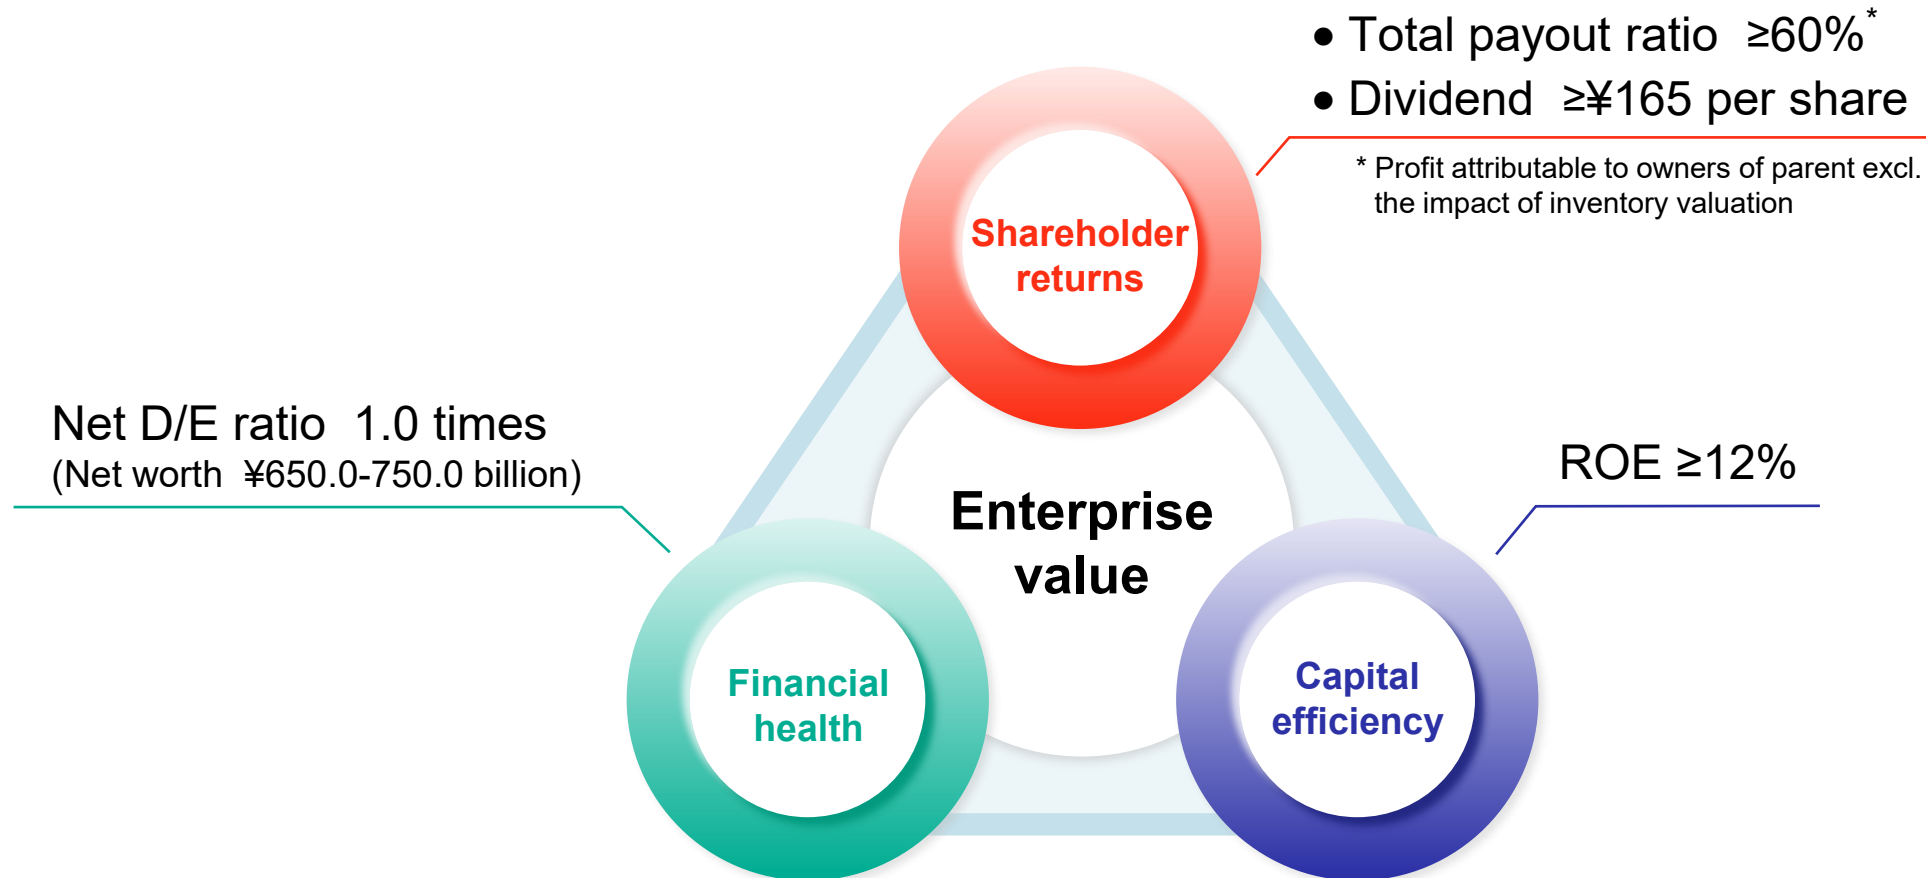 • Total payout ratio ≥60%*
• Dividend ≥¥165 per share
* Profit attributable to owners of parent excl.
the impact of inventory valuation
Shareholder
returns
Net D/E ratio 1.0 times
(Net worth ¥650.0-750.0 billion)
ROE ≥12%
Enterprise
value
Financial
health
Capital
efficiency